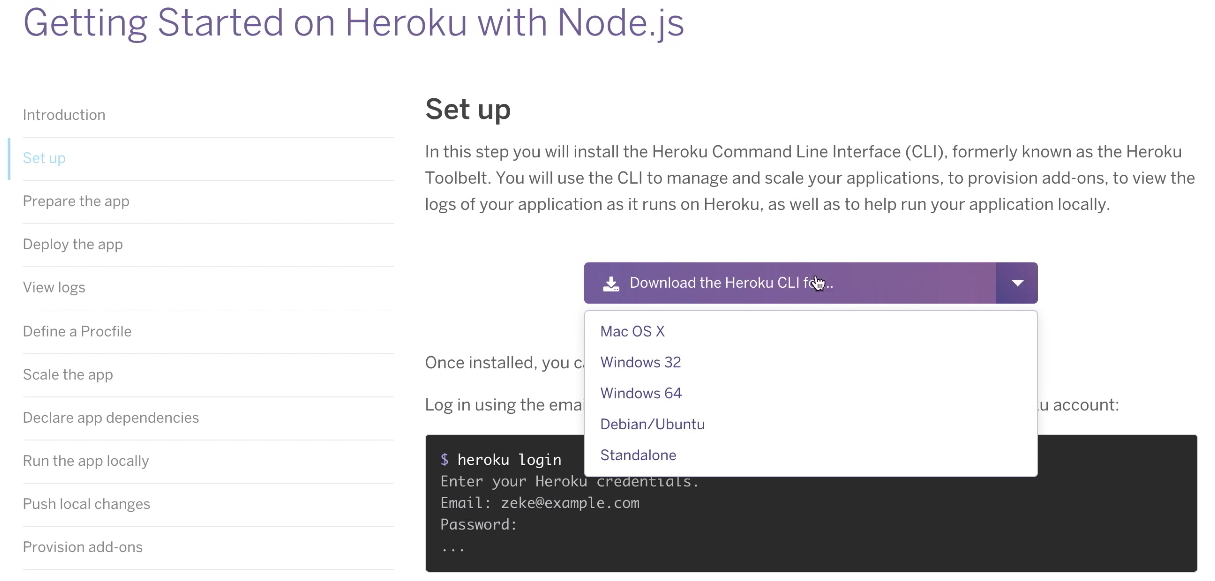 Getting Started on Heroku with Node.js
Introduction
Set up
Prepare the app
Deploy the app
View logs
Define a Procfile
Scale the app
Declare app dependencies
Run the app locally
Push local changes
Provision add-ons
Set up
In this step you will install the Heroku Command Line Interface (CLI), formerly known as the Heroku
Toolbelt. You will use the CLI to manage and scale your applications, to provision add-ons, to view the
logs of your application as it runs on Heroku, as well as to help run your application locally.
Download the Heroku CLI for...
Mac OS X
Windows 32
Windows 64
Debian/Ubuntu
Standalone
Once installed, you
Log in using the account:
$ heroku login
Enter your Heroku credentials.
Email: zeke@example.com
Password:
...